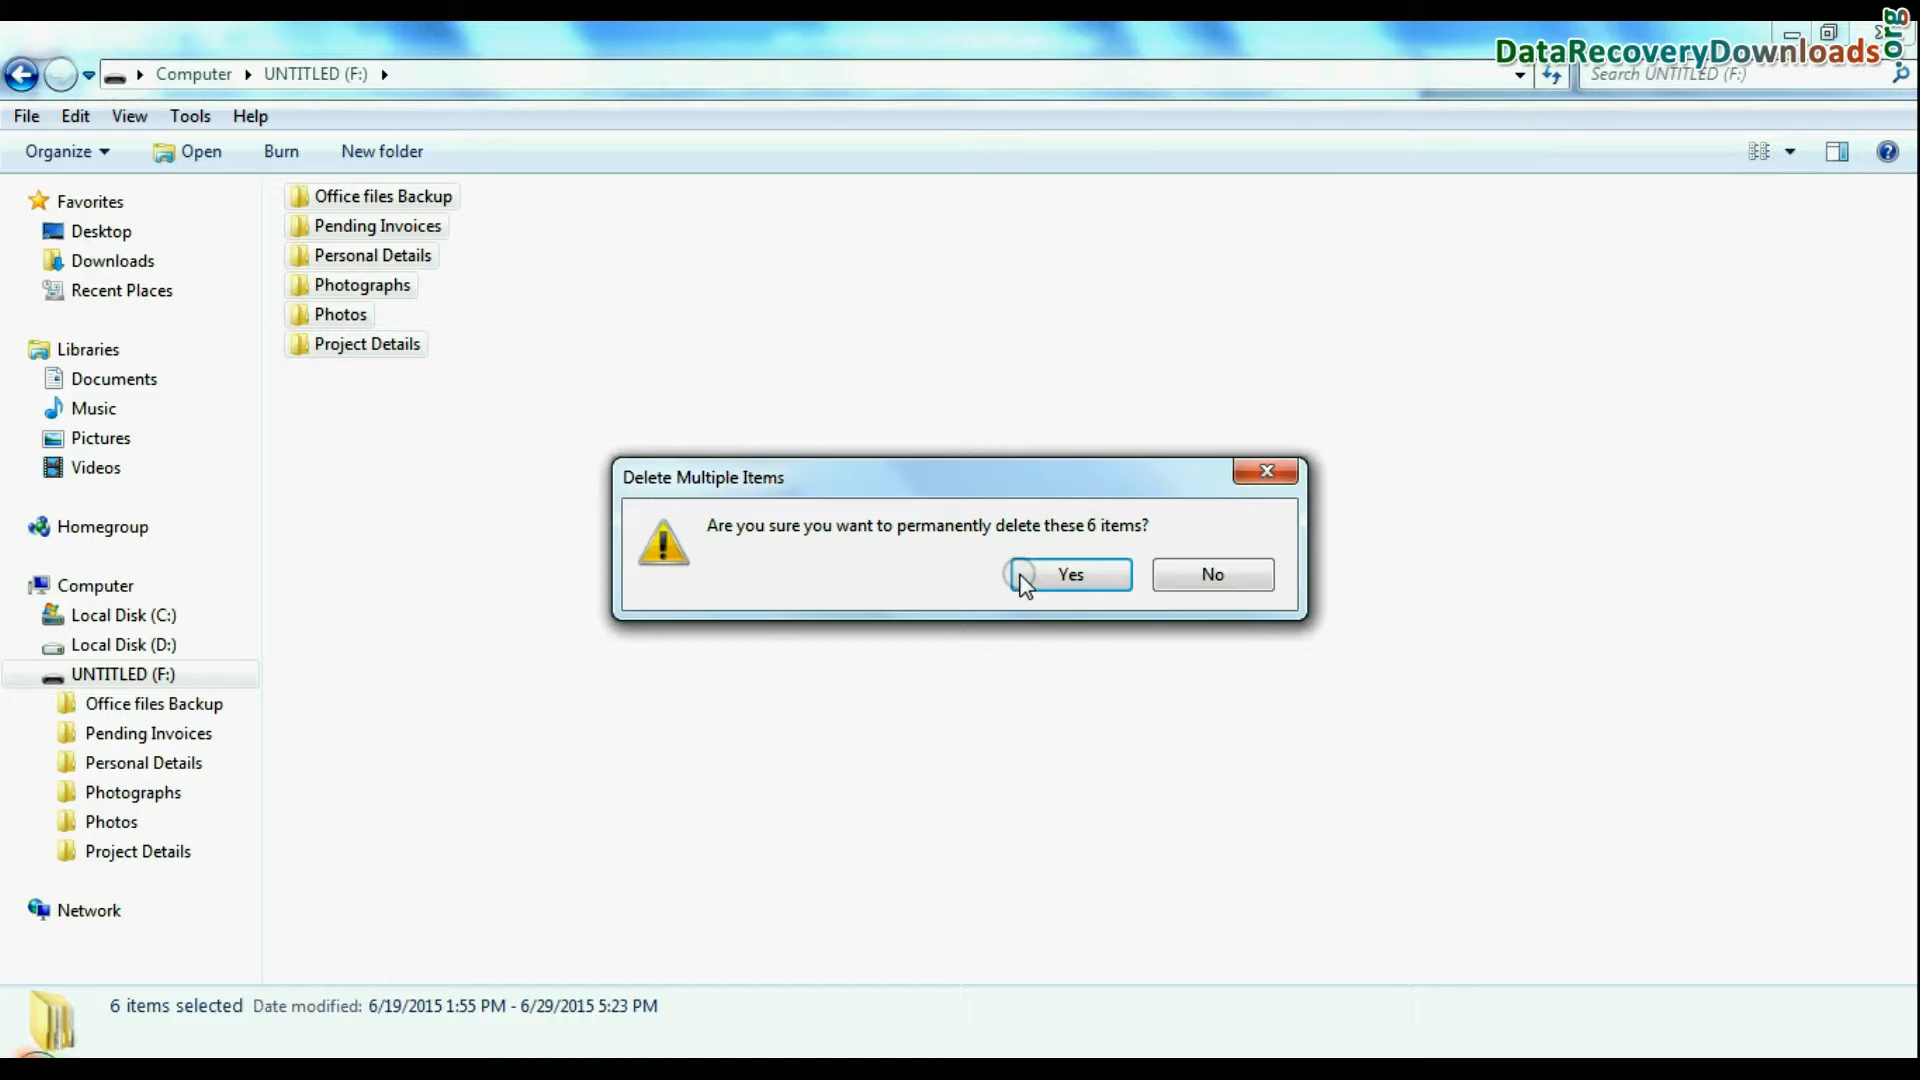 DataRecoveryDownloads.org
Computer UNTITLED (F:)
Search UNTITLED (F:)
File Edit View Tools Help
Organize Open Burn New folder
Favorites
Desktop
Downloads
Recent Places
Libraries
Documents
Music
Pictures
Videos
Homegroup
Computer
Local Disk (C:)
Local Disk (D:)
UNTITLED (F:)
Office files Backup
Pending Invoices
Personal Details
Photographs
Photos
Project Details
Network
Office files Backup
Pending Invoices
Personal Details
Photographs
Photos
Project Details
Delete Multiple Items
Are you sure you want to permanently delete these 6 items?
Yes No
6 items selected Date modified: 6/19/2015 1:55 PM - 6/29/2015 5:23 PM